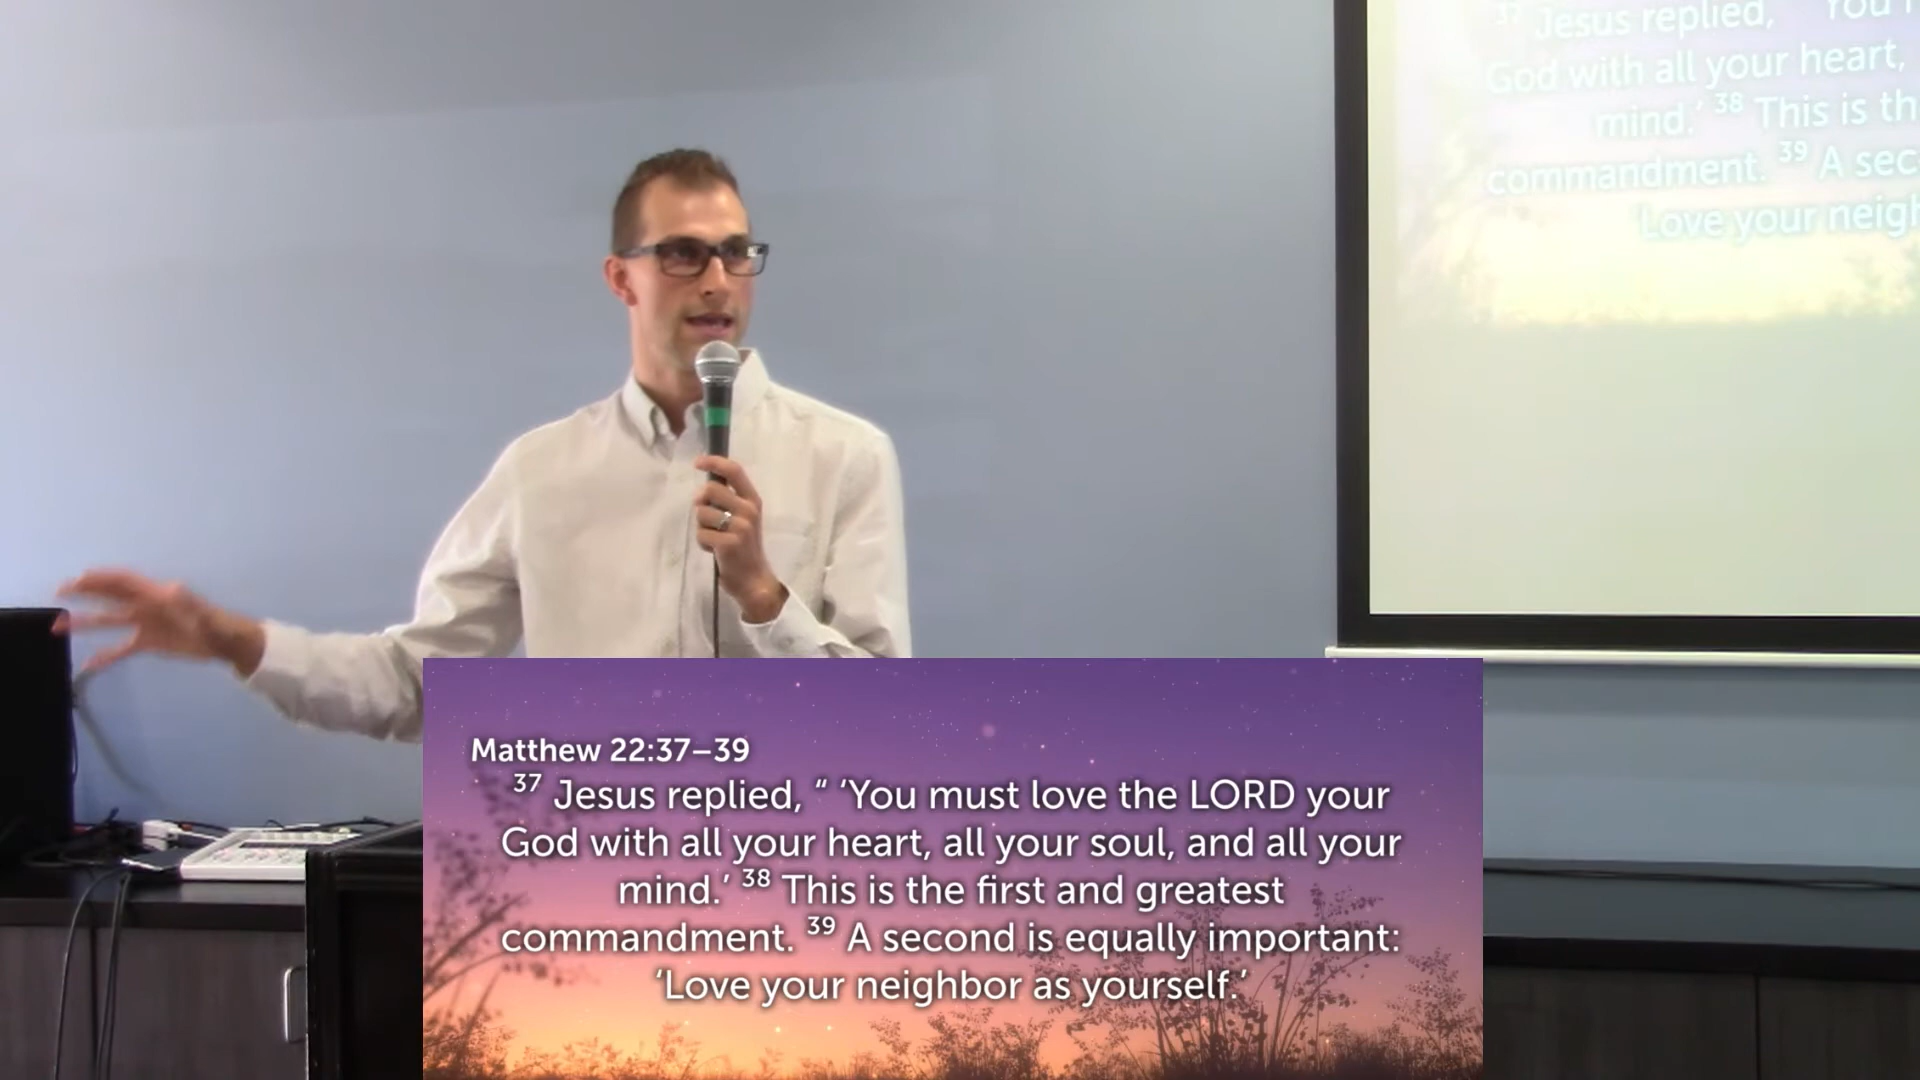 37 Jesus replied, “ You
God with all your heart,
mind.’ 38 This is th
commandment. 39 A sec
‘Love your neigh
Matthew 22:37–39
37 Jesus replied, “ ‘You must love the LORD your
God with all your heart, all your soul, and all your
mind.’ 38 This is the first and greatest
commandment. 39 A second is equally important:
‘Love your neighbor as yourself.’